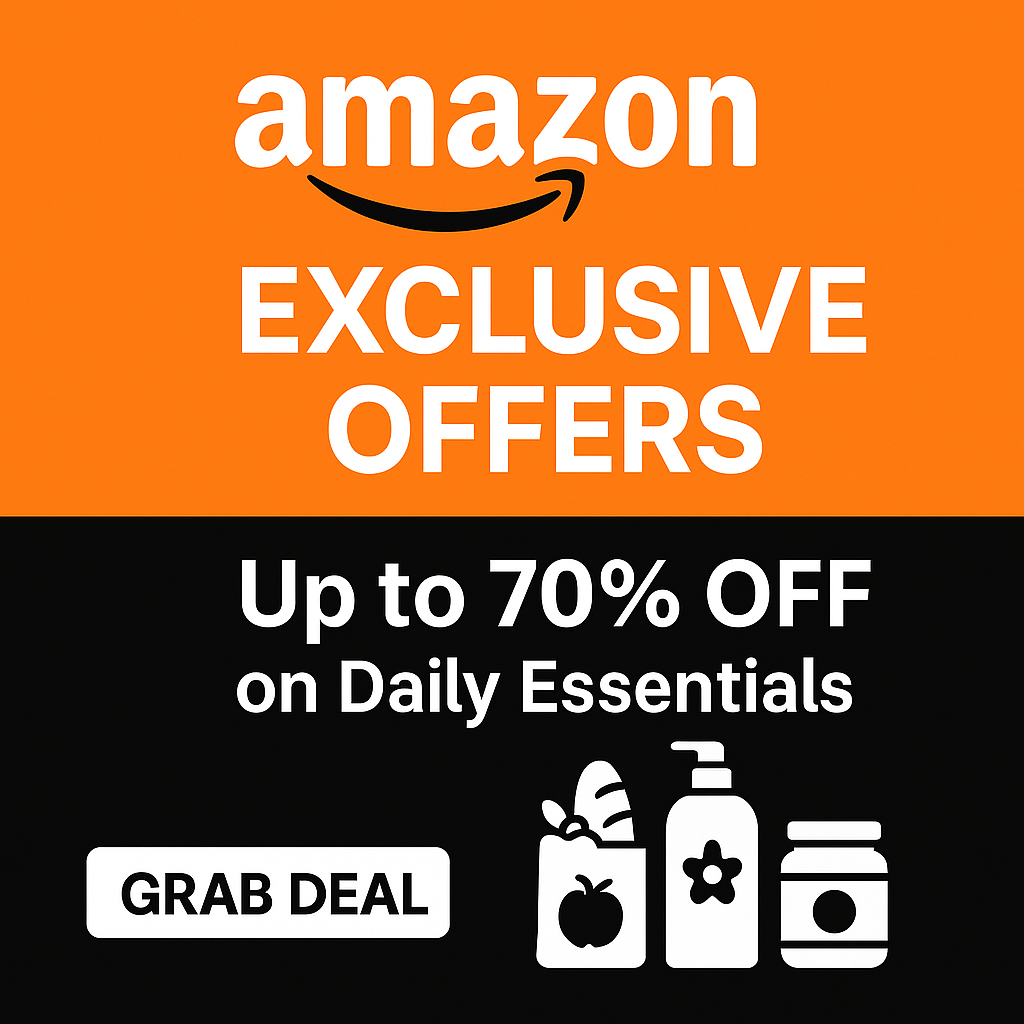 amazon
EXCLUSIVE
OFFERS
Up to 70% OFF
on Daily Essentials
GRAB DEAL